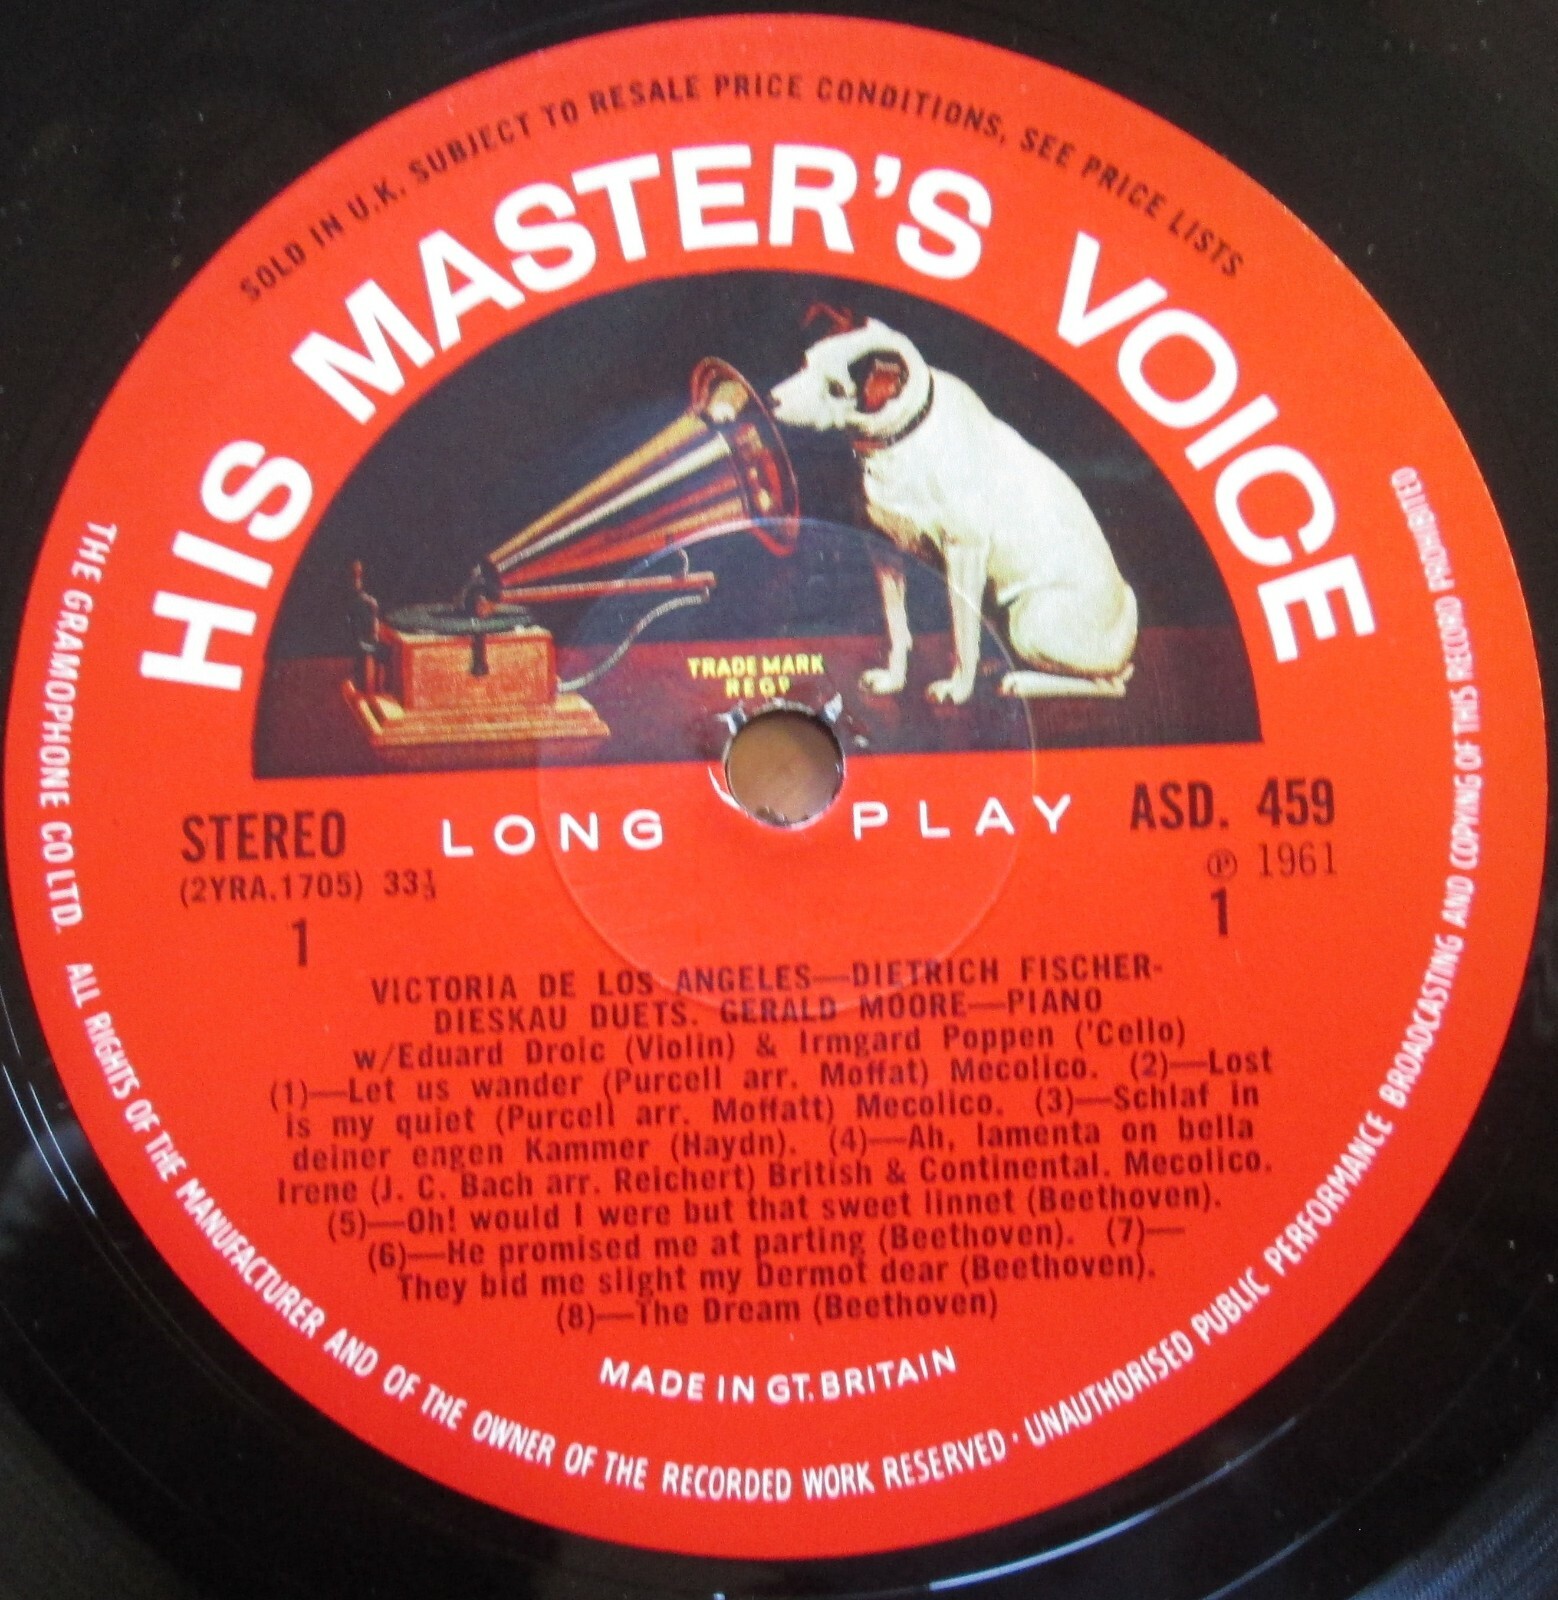 SOLD IN U.K. SUBJECT TO RESALE PRICE CONDITIONS, SEE PRICE LISTS
HIS MASTER'S VOICE
TRADE MARK
REGD
STEREO
LONG PLAY
ASD. 459
(2YRA.1705) 33⅓
℗ 1961
1
1
VICTORIA DE LOS ANGELES—DIETRICH FISCHER-
DIESKAU DUETS. GERALD MOORE—PIANO
w/Eduard Drolc (Violin) & Irmgard Poppen ('Cello)
(1)—Let us wander (Purcell arr. Moffat) Mecolico. (2)—Lost
is my quiet (Purcell arr. Moffatt) Mecolico. (3)—Schlaf in
deiner engen Kammer (Haydn). (4)—Ah, lamenta on bella
Irene (J. C. Bach arr. Reichert) British & Continental. Mecolico.
(5)—Oh! would I were but that sweet linnet (Beethoven).
(6)—He promised me at parting (Beethoven). (7)—
They bid me slight my Dermot dear (Beethoven).
(8)—The Dream (Beethoven)
MADE IN GT. BRITAIN
THE GRAMOPHONE CO LTD. ALL RIGHTS OF THE MANUFACTURER AND OF THE OWNER OF THE RECORDED WORK RESERVED · UNAUTHORISED PUBLIC PERFORMANCE BROADCASTING AND COPYING OF THIS RECORD PROHIBITED